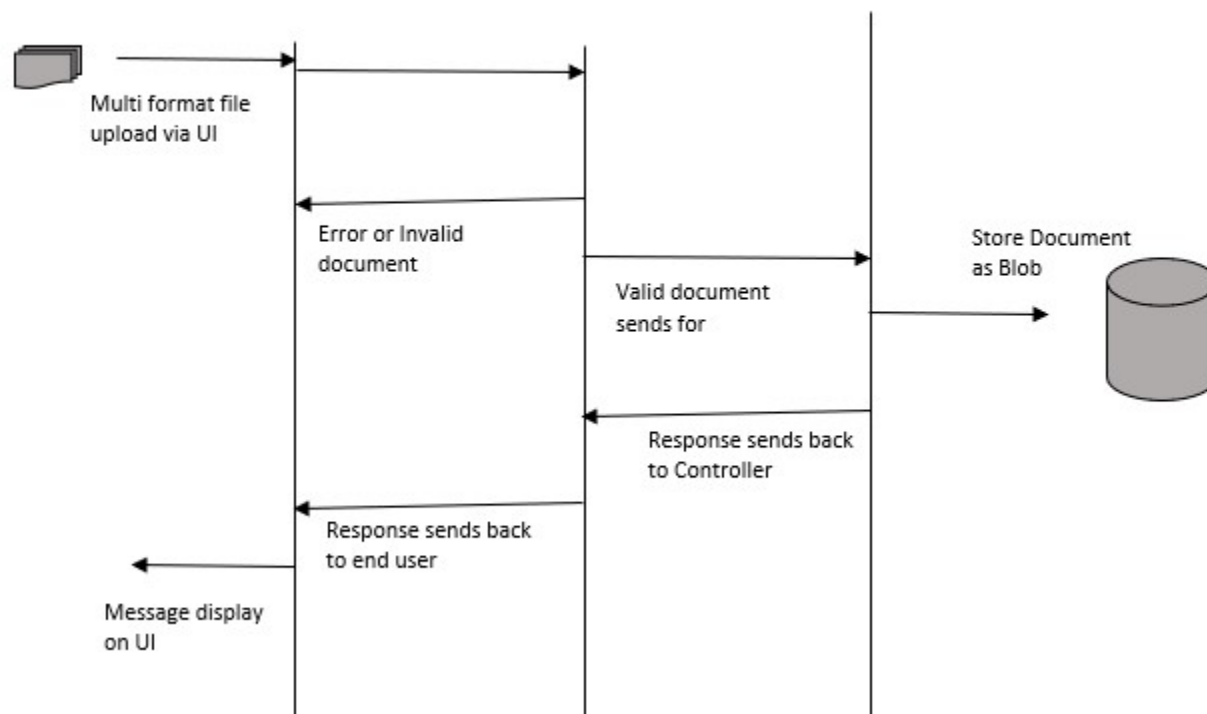 Multi format file
upload via UI
Error or Invalid
document
Store Document
as Blob
Valid document
sends for
Response sends back
to Controller
Response sends back
to end user
Message display
on UI